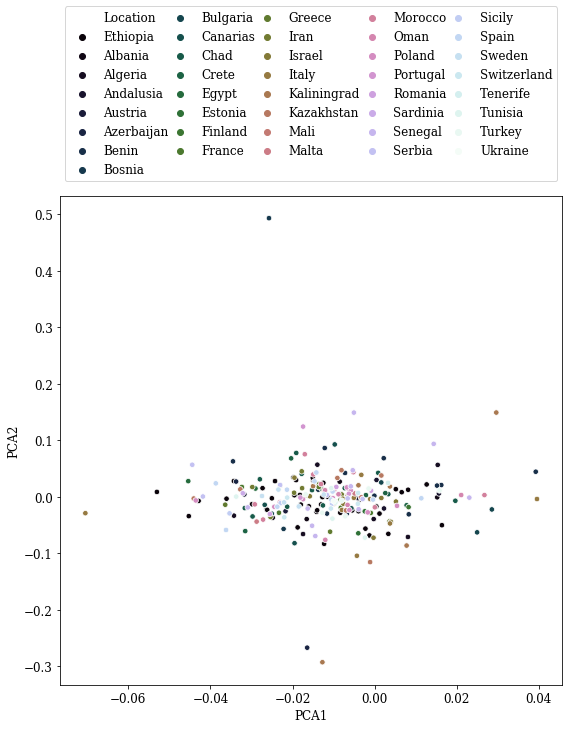 Location Bulgaria Greece Morocco Sicily
Ethiopia Canarias Iran Oman Spain
Albania Chad Israel Poland Sweden
Algeria Crete Italy Portugal Switzerland
Andalusia Egypt Kaliningrad Romania Tenerife
Austria Estonia Kazakhstan Sardinia Tunisia
Azerbaijan Finland Mali Senegal Turkey
Benin France Malta Serbia Ukraine
Bosnia
0.5
0.4
0.3
0.2
0.1
0.0
−0.1
−0.2
−0.3
PCA2
−0.06 −0.04 −0.02 0.00 0.02 0.04
PCA1